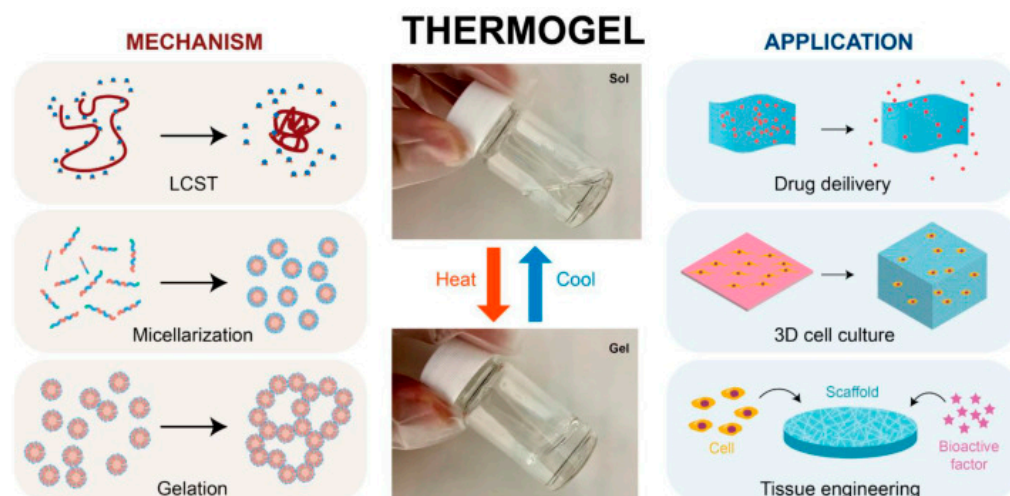 THERMOGEL
MECHANISM
LCST
Micellarization
Gelation
Sol
Heat
Cool
Gel
APPLICATION
Drug deilivery
3D cell culture
Scaffold
Cell
Bioactive
factor
Tissue engineering